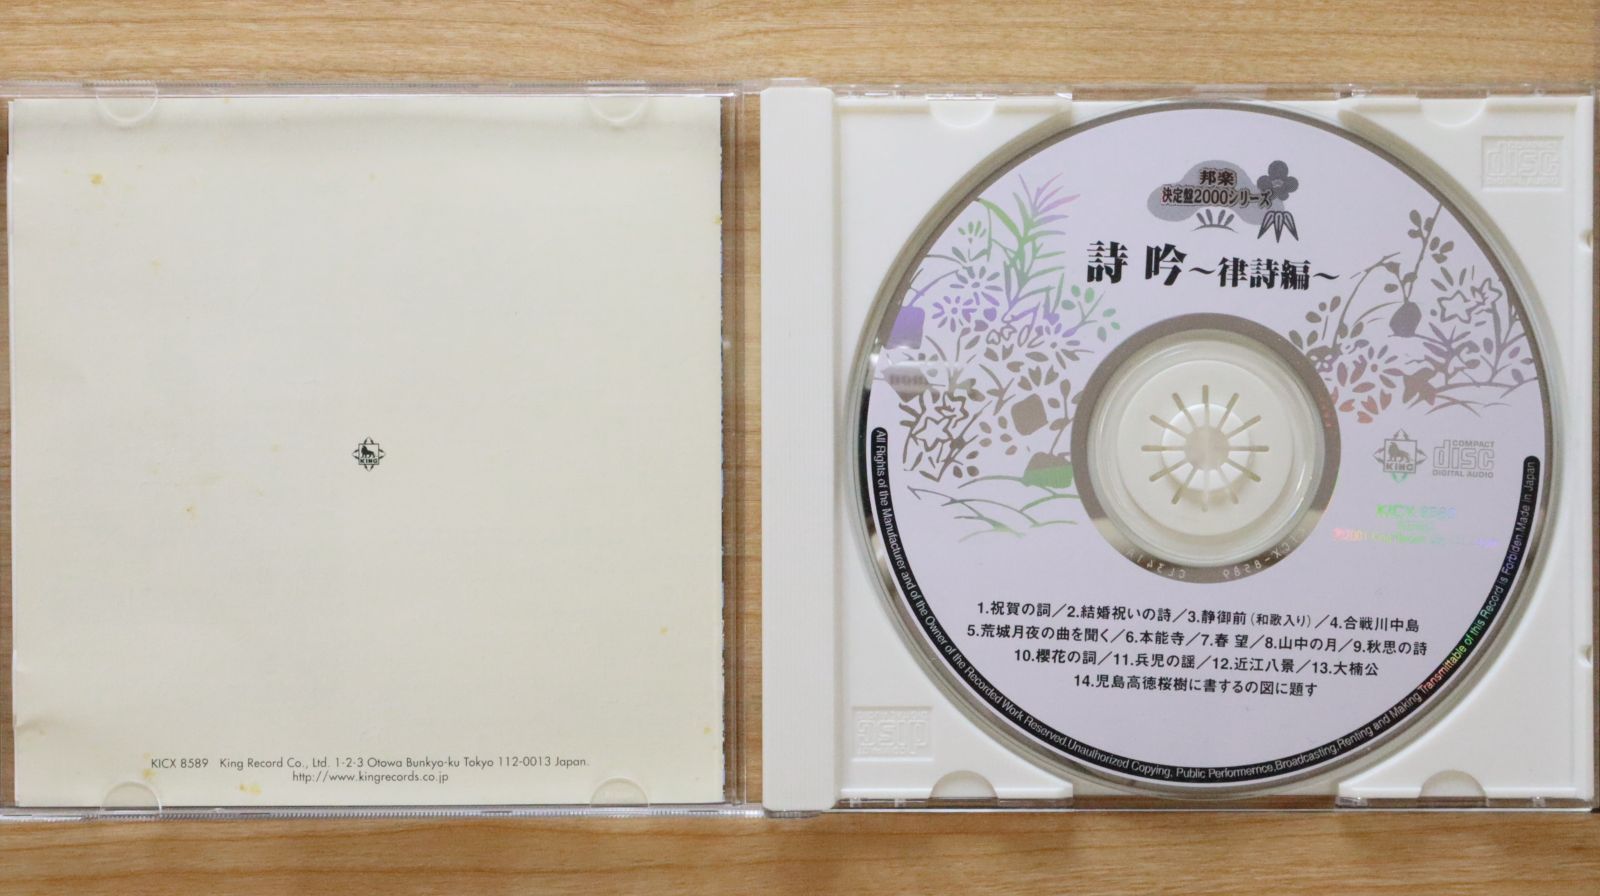 KING
KICX 8589 King Record Co., Ltd. 1-2-3 Otowa Bunkyo-ku Tokyo 112-0013 Japan.
http://www.kingrecords.co.jp
邦楽
決定盤2000シリーズ
詩 吟～律詩編～
KING
COMPACT
disc
DIGITAL AUDIO
KICX 8589
1.祝賀の詞／2.結婚祝いの詩／3.静御前（和歌入り）／4.合戦川中島
5.荒城月夜の曲を聞く／6.本能寺／7.春 望／8.山中の月／9.秋思の詩
10.櫻花の詞／11.兵児の謡／12.近江八景／13.大楠公
14.児島高徳桜樹に書するの図に題す
All Rights of the Manufacturer and of the Owner of the Recorded Work Reserved.Unauthorized Copying, Public Performernce,Broadcasting,Renting and Making Transmittable of this Record is Forbiden.Made in Japan
COMPACT
disc
DIGITAL AUDIO